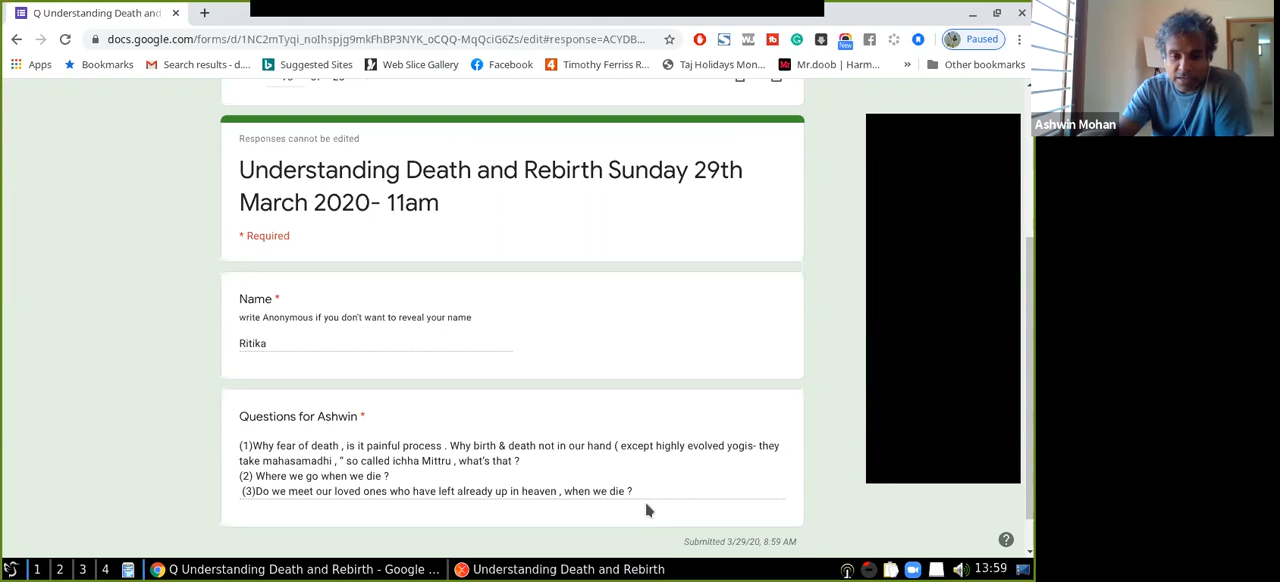 Q Understanding Death and
docs.google.com/forms/d/1NC2mTyqi_noIhspjg9mkFhBP3NYK_oCQQ-MqQciG6Zs/edit#response=ACYDB...
New
Paused
Apps
Bookmarks
Search results - d...
Suggested Sites
Web Slice Gallery
Facebook
Timothy Ferriss R...
Taj Holidays Mon...
Mr.doob | Harm...
»
Other bookmarks
Ashwin Mohan
Responses cannot be edited
Understanding Death and Rebirth Sunday 29th
March 2020- 11am
* Required
Name *
write Anonymous if you don't want to reveal your name
Ritika
Questions for Ashwin *
(1)Why fear of death , is it painful process . Why birth & death not in our hand ( except highly evolved yogis- they
take mahasamadhi , “ so called ichha Mittru , what’s that ?
(2) Where we go when we die ?
(3)Do we meet our loved ones who have left already up in heaven , when we die ?
Submitted 3/29/20, 8:59 AM
1 2 3 4
Q Understanding Death and Rebirth - Google ...
Understanding Death and Rebirth
13:59